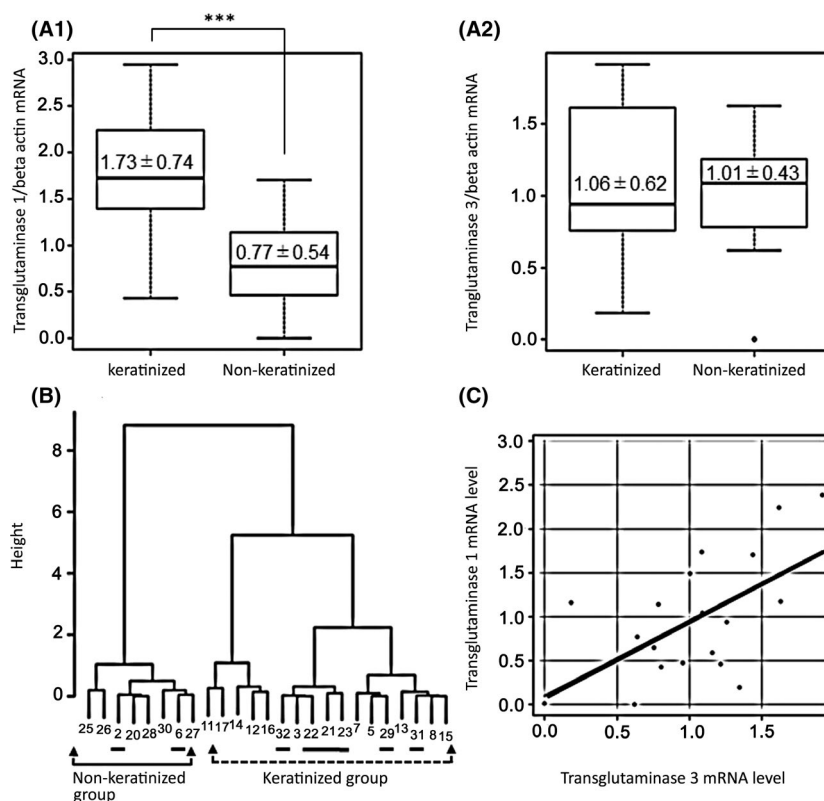 (A1)
***
Transglutaminase 1/beta actin mRNA
3.0
2.5
2.0
1.5
1.0
0.5
0.0
1.73 ± 0.74
0.77 ± 0.54
keratinized
Non-keratinized
(A2)
Tranglutaminase 3/beta actin mRNA
1.5
1.0
0.5
0.0
1.06 ± 0.62
1.01 ± 0.43
Keratinized
Non-keratinized
(B)
Height
8
6
4
2
0
25 26 2 20 28 30 6 27 11 17 14 12 16 32 3 22 21 23 7 5 29 13 31 8 15
Non-keratinized
group
Keratinized group
(C)
Transglutaminase 1 mRNA level
3.0
2.5
2.0
1.5
1.0
0.5
0.0
0.0 0.5 1.0 1.5
Transglutaminase 3 mRNA level